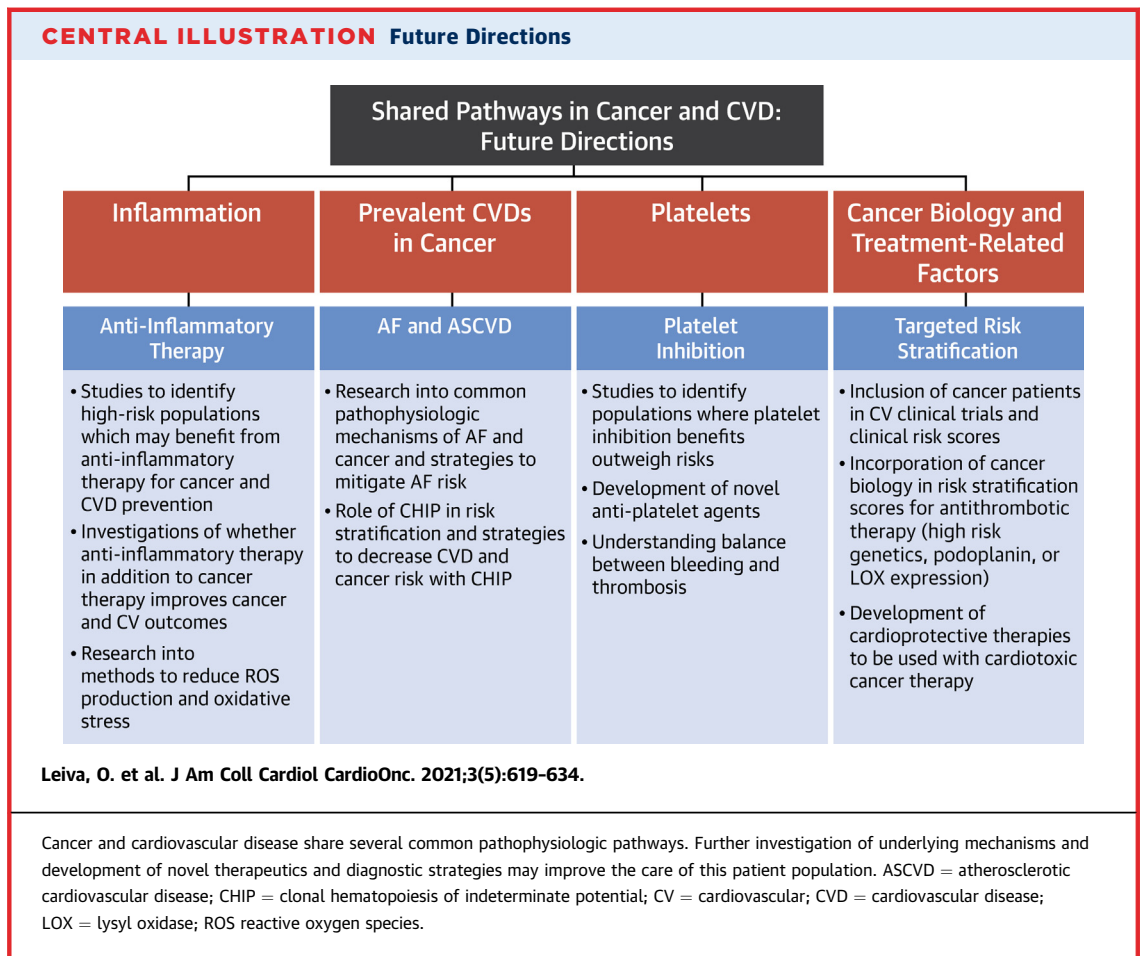 CENTRAL ILLUSTRATION Future Directions
Shared Pathways in Cancer and CVD:
Future Directions
Inflammation
Prevalent CVDs
in Cancer
Platelets
Cancer Biology and
Treatment-Related
Factors
Anti-Inflammatory
Therapy
AF and ASCVD
Platelet
Inhibition
Targeted Risk
Stratification
• Studies to identify
high-risk populations
which may benefit from
anti-inflammatory
therapy for cancer and
CVD prevention
• Investigations of whether
anti-inflammatory therapy
in addition to cancer
therapy improves cancer
and CV outcomes
• Research into
methods to reduce ROS
production and oxidative
stress
• Research into common
pathophysiologic
mechanisms of AF and
cancer and strategies to
mitigate AF risk
• Role of CHIP in risk
stratification and strategies
to decrease CVD and
cancer risk with CHIP
• Studies to identify
populations where platelet
inhibition benefits
outweigh risks
• Development of novel
anti-platelet agents
• Understanding balance
between bleeding and
thrombosis
• Inclusion of cancer patients
in CV clinical trials and
clinical risk scores
• Incorporation of cancer
biology in risk stratification
scores for antithrombotic
therapy (high risk
genetics, podoplanin, or
LOX expression)
• Development of
cardioprotective therapies
to be used with cardiotoxic
cancer therapy
Leiva, O. et al. J Am Coll Cardiol CardioOnc. 2021;3(5):619–634.
Cancer and cardiovascular disease share several common pathophysiologic pathways. Further investigation of underlying mechanisms and
development of novel therapeutics and diagnostic strategies may improve the care of this patient population. ASCVD = atherosclerotic
cardiovascular disease; CHIP = clonal hematopoiesis of indeterminate potential; CV = cardiovascular; CVD = cardiovascular disease;
LOX = lysyl oxidase; ROS reactive oxygen species.